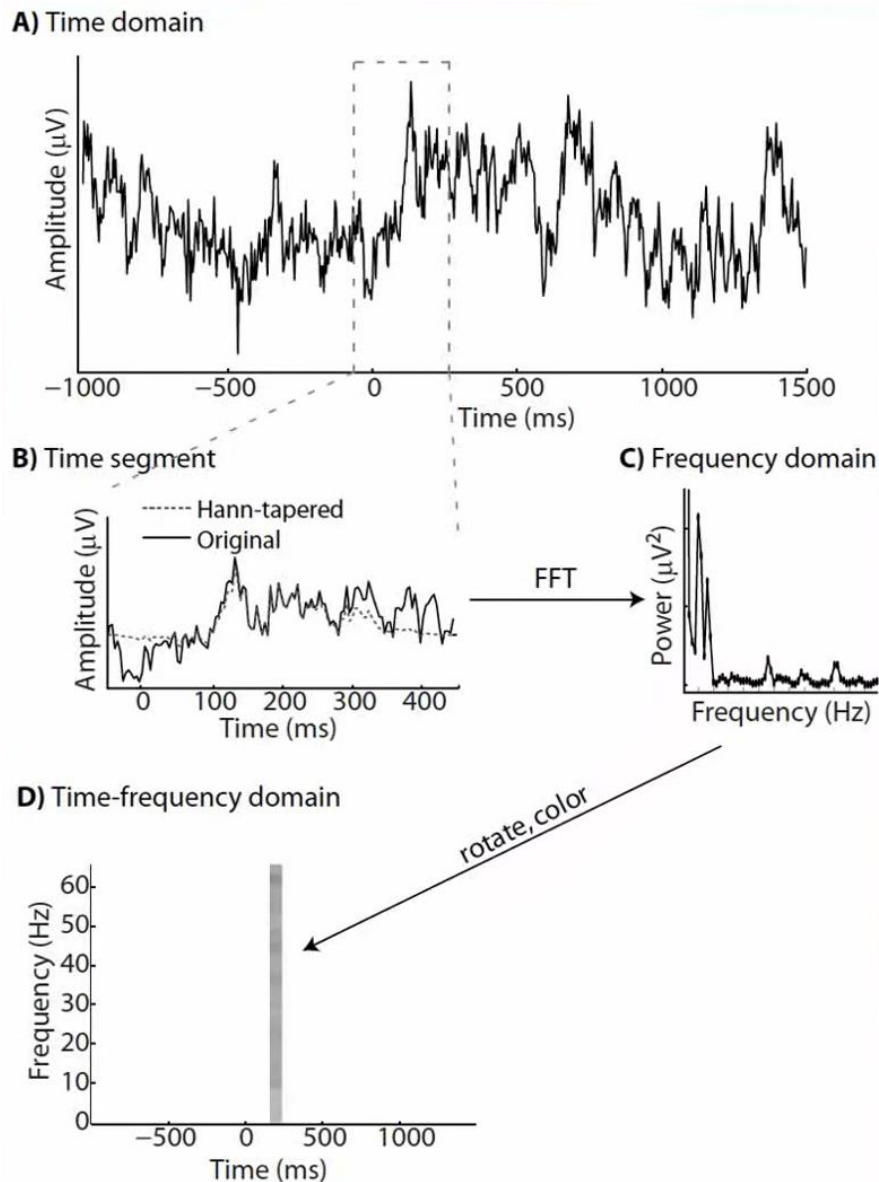 A) Time domain
Amplitude (μV)
−1000 −500 0 500 1000 1500
Time (ms)
B) Time segment
Hann-tapered
Original
Amplitude (μV)
0 100 200 300 400
Time (ms)
FFT
C) Frequency domain
Power (μV²)
Frequency (Hz)
rotate, color
D) Time-frequency domain
Frequency (Hz)
60
50
40
30
20
10
0
−500 0 500 1000
Time (ms)